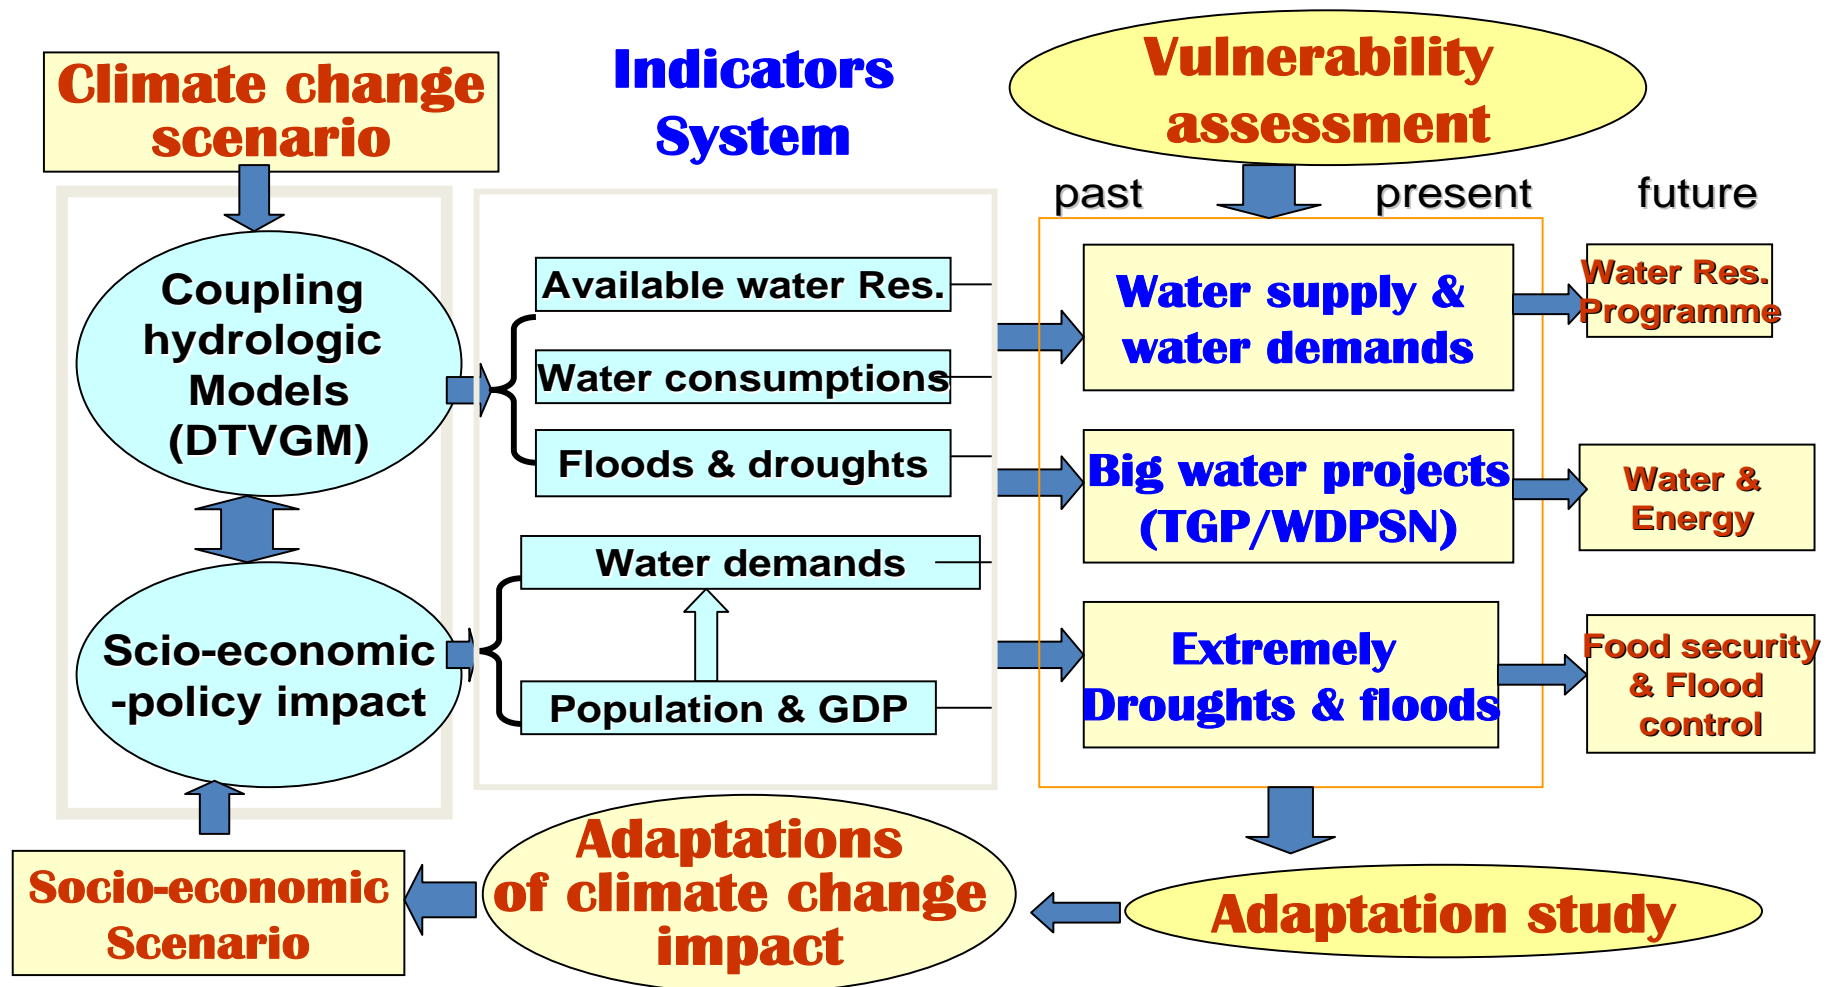 Climate change
scenario
Indicators
System
Vulnerability
assessment
past
present
future
Coupling
hydrologic
Models
(DTVGM)
Scio-economic
-policy impact
Available water Res.
Water consumptions
Floods & droughts
Water demands
Population & GDP
Water supply &
water demands
Big water projects
(TGP/WDPSN)
Extremely
Droughts & floods
Water Res.
Programme
Water &
Energy
Food security
& Flood
control
Socio-economic
Scenario
Adaptations
of climate change
impact
Adaptation study